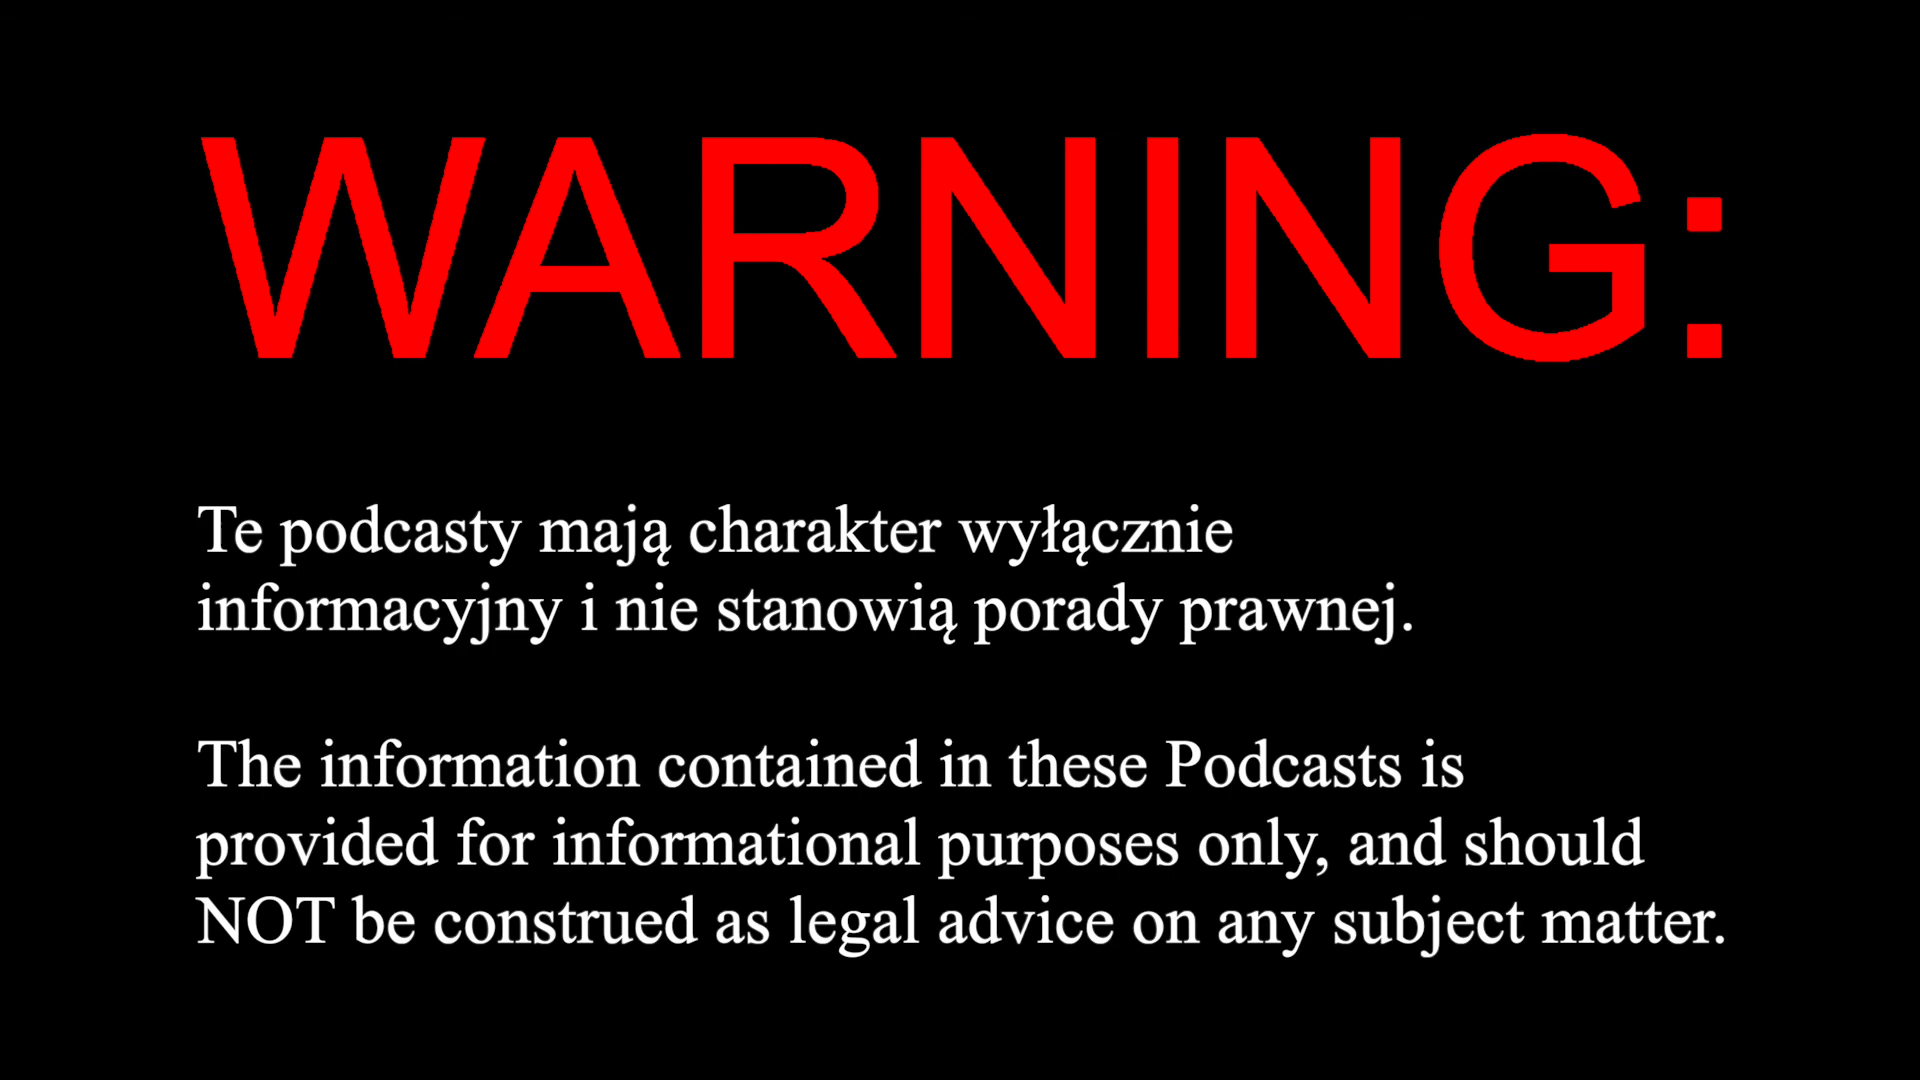 WARNING:
Te podcasty mają charakter wyłącznie
informacyjny i nie stanowią porady prawnej.
The information contained in these Podcasts is
provided for informational purposes only, and should
NOT be construed as legal advice on any subject matter.